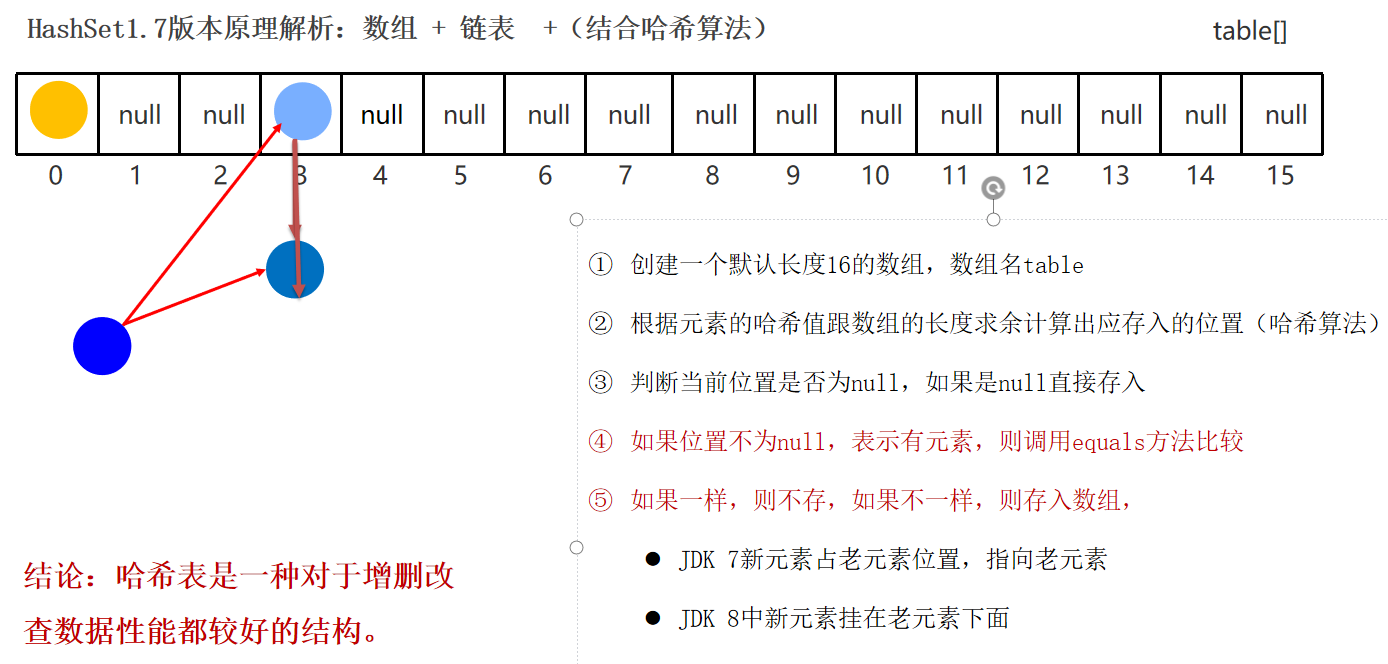 HashSet1.7版本原理解析：数组 + 链表 +（结合哈希算法）
table[]
null null null null null null null null null null null null null null
0 1 2 3 4 5 6 7 8 9 10 11 12 13 14 15
① 创建一个默认长度16的数组，数组名table
② 根据元素的哈希值跟数组的长度求余计算出应存入的位置（哈希算法）
③ 判断当前位置是否为null，如果是null直接存入
④ 如果位置不为null，表示有元素，则调用equals方法比较
⑤ 如果一样，则不存，如果不一样，则存入数组，
● JDK 7新元素占老元素位置，指向老元素
● JDK 8中新元素挂在老元素下面
结论：哈希表是一种对于增删改
查数据性能都较好的结构。